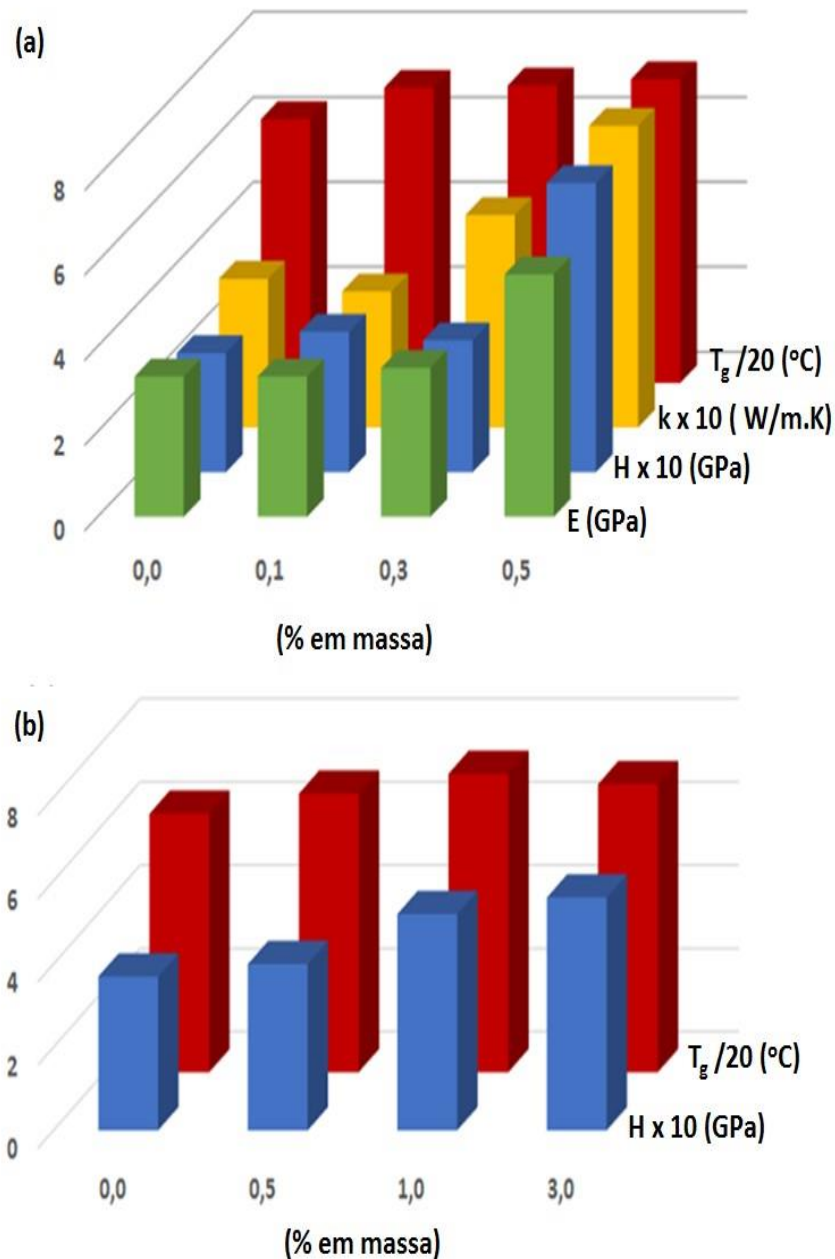 (a)
8
6
4
2
0
T_g /20 (ºC)
k x 10 ( W/m.K)
H x 10 (GPa)
E (GPa)
0,0 0,1 0,3 0,5
(% em massa)
(b)
8
6
4
2
0
T_g /20 (ºC)
H x 10 (GPa)
0,0 0,5 1,0 3,0
(% em massa)